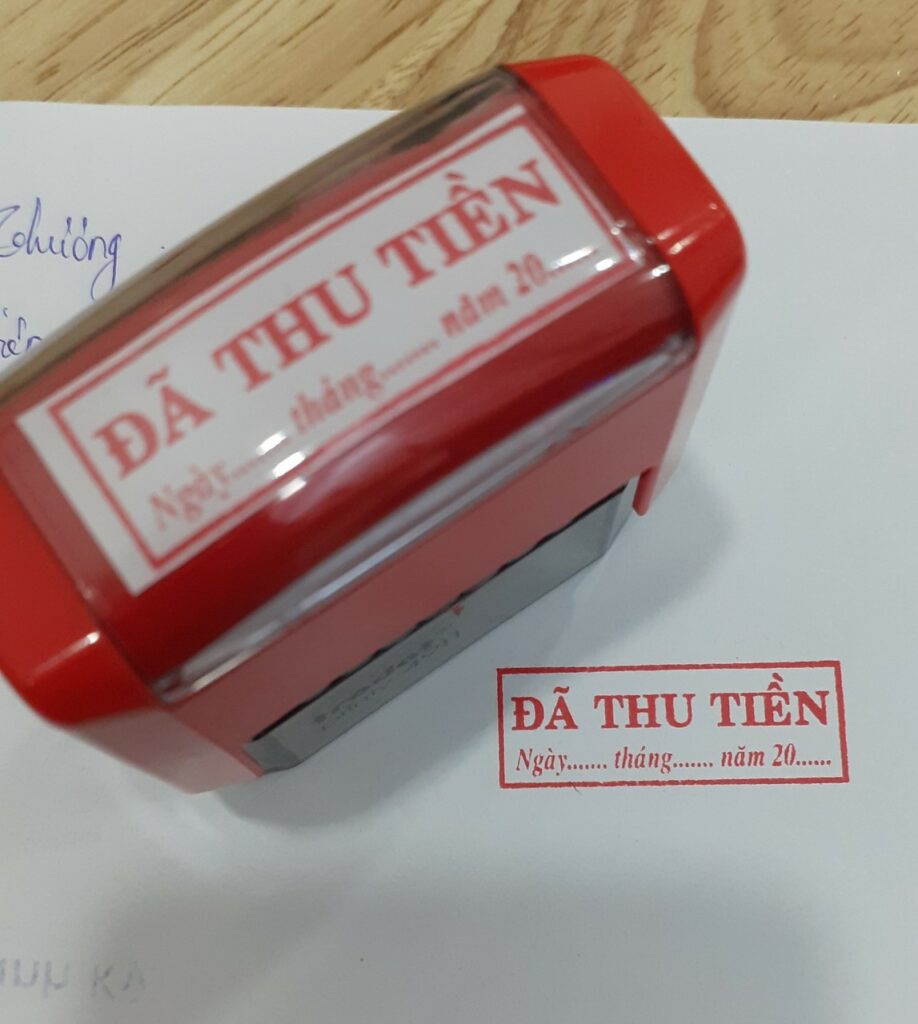 ĐÃ THU TIỀN
Ngày...... tháng....... năm 20......
ĐÃ THU TIỀN
Ngày....... tháng....... năm 20......